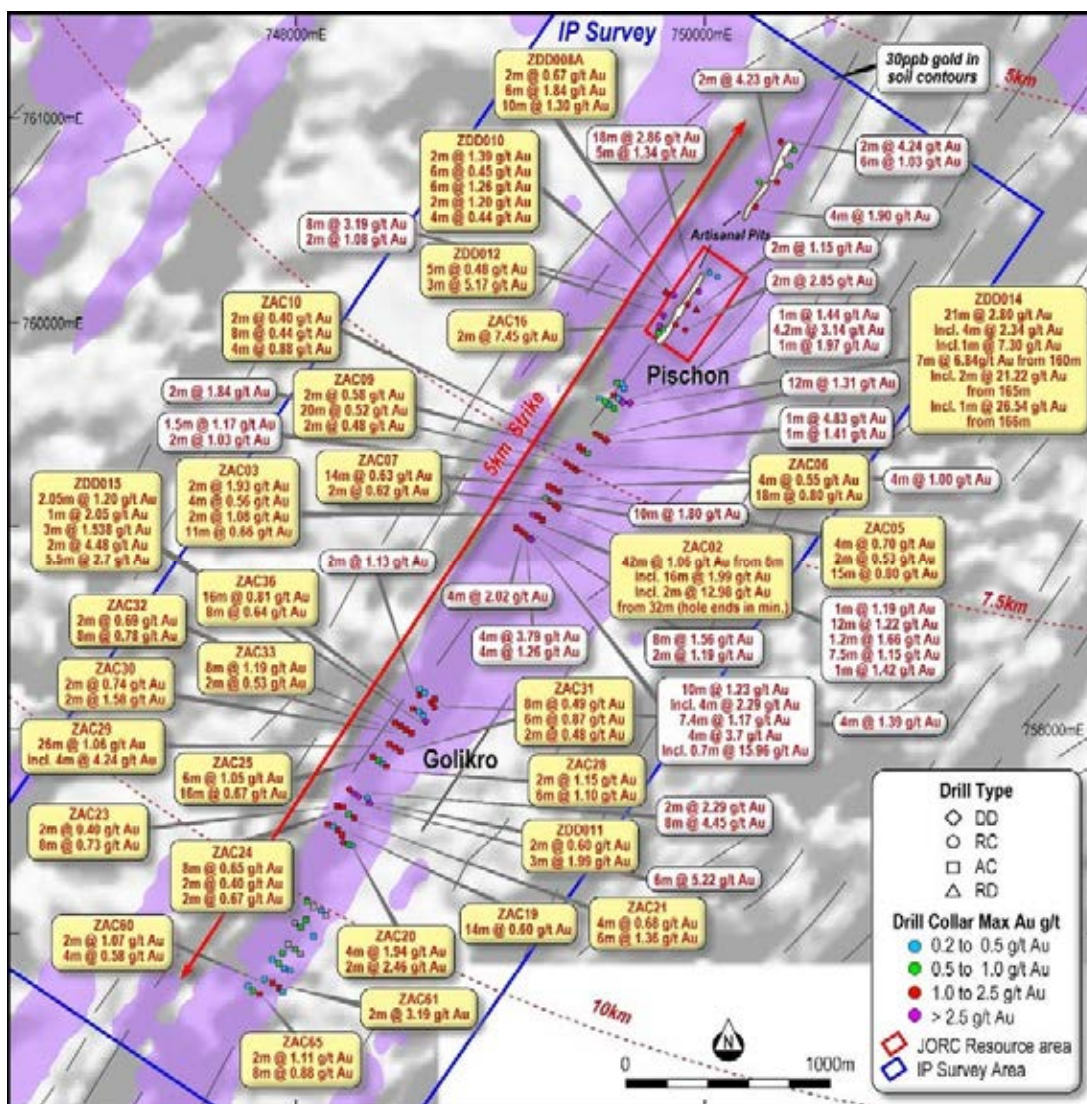 IP Survey
748000mE
750000mE
5km
30ppb gold in
soil contours
761000mE
ZDD008A
2m @ 0.67 g/t Au
6m @ 1.84 g/t Au
10m @ 1.30 g/t Au
2m @ 4.23 g/t Au
18m @ 2.86 g/t Au
5m @ 1.34 g/t Au
2m @ 4.24 g/t Au
6m @ 1.03 g/t Au
ZDD010
2m @ 1.39 g/t Au
6m @ 0.45 g/t Au
6m @ 1.26 g/t Au
2m @ 1.20 g/t Au
4m @ 0.44 g/t Au
4m @ 1.90 g/t Au
Artisanal Pits
8m @ 3.19 g/t Au
2m @ 1.08 g/t Au
ZDD012
5m @ 0.48 g/t Au
3m @ 5.17 g/t Au
2m @ 1.15 g/t Au
2m @ 2.85 g/t Au
760000mE
ZAC10
2m @ 0.40 g/t Au
8m @ 0.44 g/t Au
4m @ 0.88 g/t Au
ZAC16
2m @ 7.45 g/t Au
1m @ 1.44 g/t Au
4.2m @ 3.14 g/t Au
1m @ 1.97 g/t Au
ZDD014
21m @ 2.80 g/t Au
Incl. 4m @ 2.34 g/t Au
Incl.1m @ 7.30 g/t Au
7m @ 6.84g/t Au from 160m
Incl. 2m @ 21.22 g/t Au
from 165m
Incl. 1m @ 26.54 g/t Au
from 166m
Pischon
2m @ 1.84 g/t Au
ZAC09
2m @ 0.58 g/t Au
20m @ 0.52 g/t Au
2m @ 0.48 g/t Au
12m @ 1.31 g/t Au
1.5m @ 1.17 g/t Au
2m @ 1.03 g/t Au
5km Strike
1m @ 4.83 g/t Au
1m @ 1.41 g/t Au
ZAC07
14m @ 0.63 g/t Au
2m @ 0.62 g/t Au
ZAC06
4m @ 0.55 g/t Au
18m @ 0.80 g/t Au
4m @ 1.00 g/t Au
ZDD015
2.05m @ 1.20 g/t Au
1m @ 2.05 g/t Au
3m @ 1.538 g/t Au
2m @ 4.48 g/t Au
5.5m @ 2.7 g/t Au
ZAC03
2m @ 1.93 g/t Au
4m @ 0.56 g/t Au
2m @ 1.08 g/t Au
11m @ 0.66 g/t Au
10m @ 1.80 g/t Au
ZAC05
4m @ 0.70 g/t Au
2m @ 0.53 g/t Au
15m @ 0.80 g/t Au
2m @ 1.13 g/t Au
ZAC02
42m @ 1.06 g/t Au from 6m
Incl. 16m @ 1.99 g/t Au
Incl. 2m @ 12.98 g/t Au
from 32m (hole ends in min.)
7.5km
ZAC36
16m @ 0.81 g/t Au
8m @ 0.64 g/t Au
4m @ 2.02 g/t Au
1m @ 1.19 g/t Au
12m @ 1.22 g/t Au
1.2m @ 1.66 g/t Au
7.5m @ 1.15 g/t Au
1m @ 1.42 g/t Au
ZAC32
2m @ 0.69 g/t Au
8m @ 0.78 g/t Au
4m @ 3.79 g/t Au
4m @ 1.26 g/t Au
8m @ 1.56 g/t Au
2m @ 1.19 g/t Au
ZAC33
8m @ 1.19 g/t Au
2m @ 0.53 g/t Au
ZAC30
2m @ 0.74 g/t Au
2m @ 1.58 g/t Au
ZAC31
8m @ 0.49 g/t Au
6m @ 0.87 g/t Au
2m @ 0.48 g/t Au
10m @ 1.23 g/t Au
Incl. 4m @ 2.29 g/t Au
7.4m @ 1.17 g/t Au
4m @ 3.7 g/t Au
Incl. 0.7m @ 15.96 g/t Au
4m @ 1.39 g/t Au
758000mE
ZAC29
26m @ 1.06 g/t Au
Incl. 4m @ 4.24 g/t Au
Golikro
ZAC25
6m @ 1.05 g/t Au
16m @ 0.67 g/t Au
ZAC28
2m @ 1.15 g/t Au
6m @ 1.10 g/t Au
2m @ 2.29 g/t Au
8m @ 4.45 g/t Au
ZAC23
2m @ 0.40 g/t Au
8m @ 0.73 g/t Au
ZDD011
2m @ 0.60 g/t Au
3m @ 1.99 g/t Au
ZAC24
8m @ 0.65 g/t Au
2m @ 0.40 g/t Au
2m @ 0.67 g/t Au
6m @ 5.22 g/t Au
ZAC19
14m @ 0.60 g/t Au
ZAC21
4m @ 0.68 g/t Au
6m @ 1.36 g/t Au
ZAC60
2m @ 1.07 g/t Au
4m @ 0.58 g/t Au
ZAC20
4m @ 1.94 g/t Au
2m @ 2.46 g/t Au
ZAC61
2m @ 3.19 g/t Au
ZAC65
2m @ 1.11 g/t Au
8m @ 0.88 g/t Au
10km
N
0
1000m
Drill Type
DD
RC
AC
RD
Drill Collar Max Au g/t
0.2 to 0.5 g/t Au
0.5 to 1.0 g/t Au
1.0 to 2.5 g/t Au
> 2.5 g/t Au
JORC Resource area
IP Survey Area